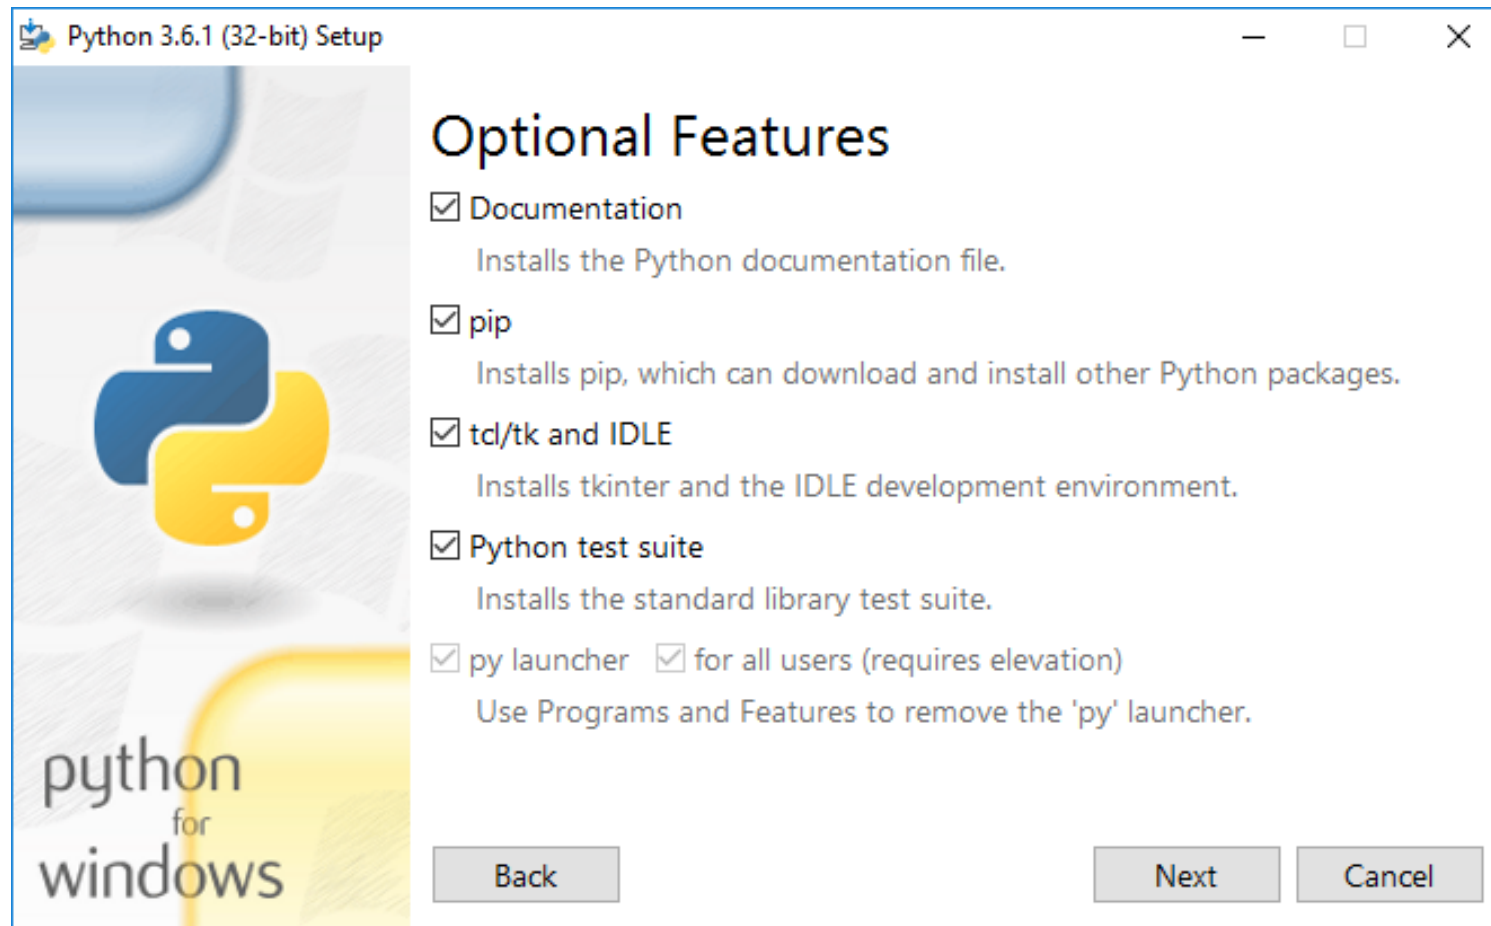 Python 3.6.1 (32-bit) Setup
Optional Features
Documentation
Installs the Python documentation file.
pip
Installs pip, which can download and install other Python packages.
tcl/tk and IDLE
Installs tkinter and the IDLE development environment.
Python test suite
Installs the standard library test suite.
py launcher for all users (requires elevation)
Use Programs and Features to remove the 'py' launcher.
python
for
windows
Back Next Cancel